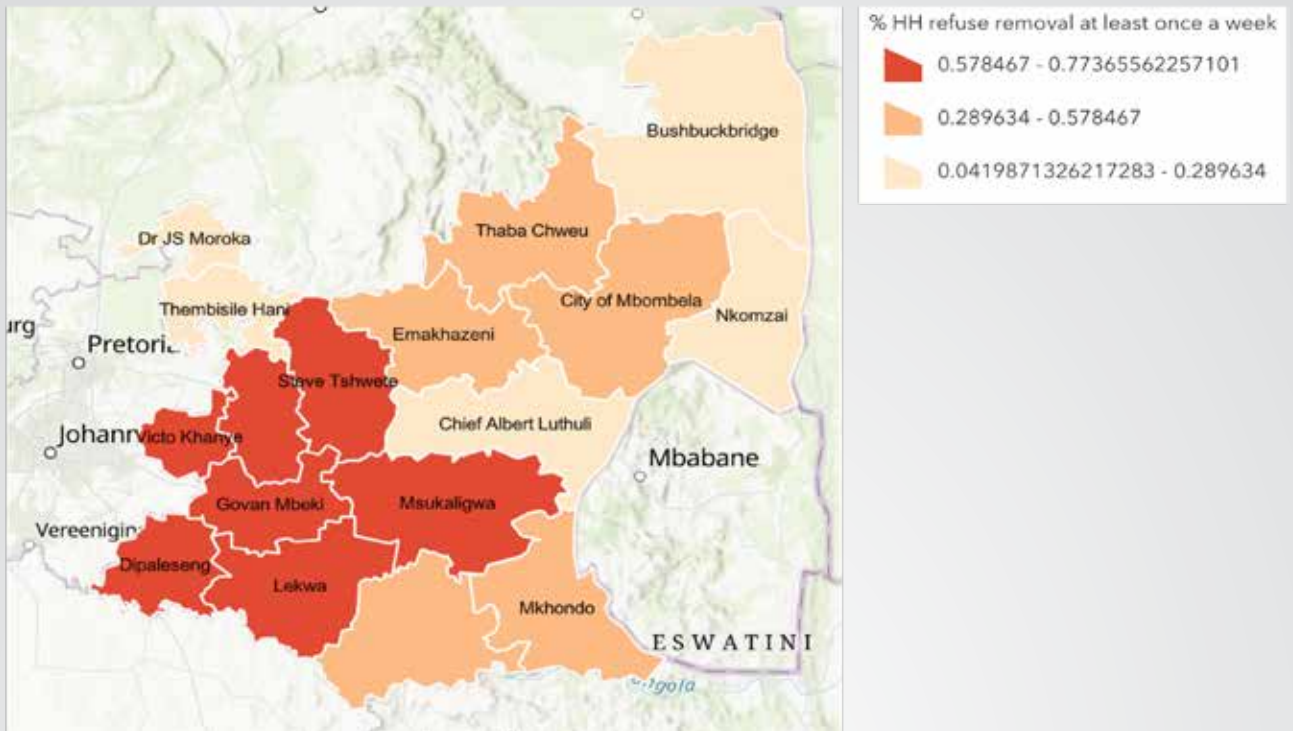 Bushbuckbridge
Thaba Chweu
Dr JS Moroka
City of Mbombela
Thembisile Hani
Nkomzai
Emakhazeni
Pretoria
Steve Tshwete
Chief Albert Luthuli
Victo Khanye
Mbabane
Govan Mbeki
Msukaligwa
Dipaleseng
Lekwa
Mkhondo
ESWATINI
% HH refuse removal at least once a week
0.578467 - 0.77365562257101
0.289634 - 0.578467
0.0419871326217283 - 0.289634